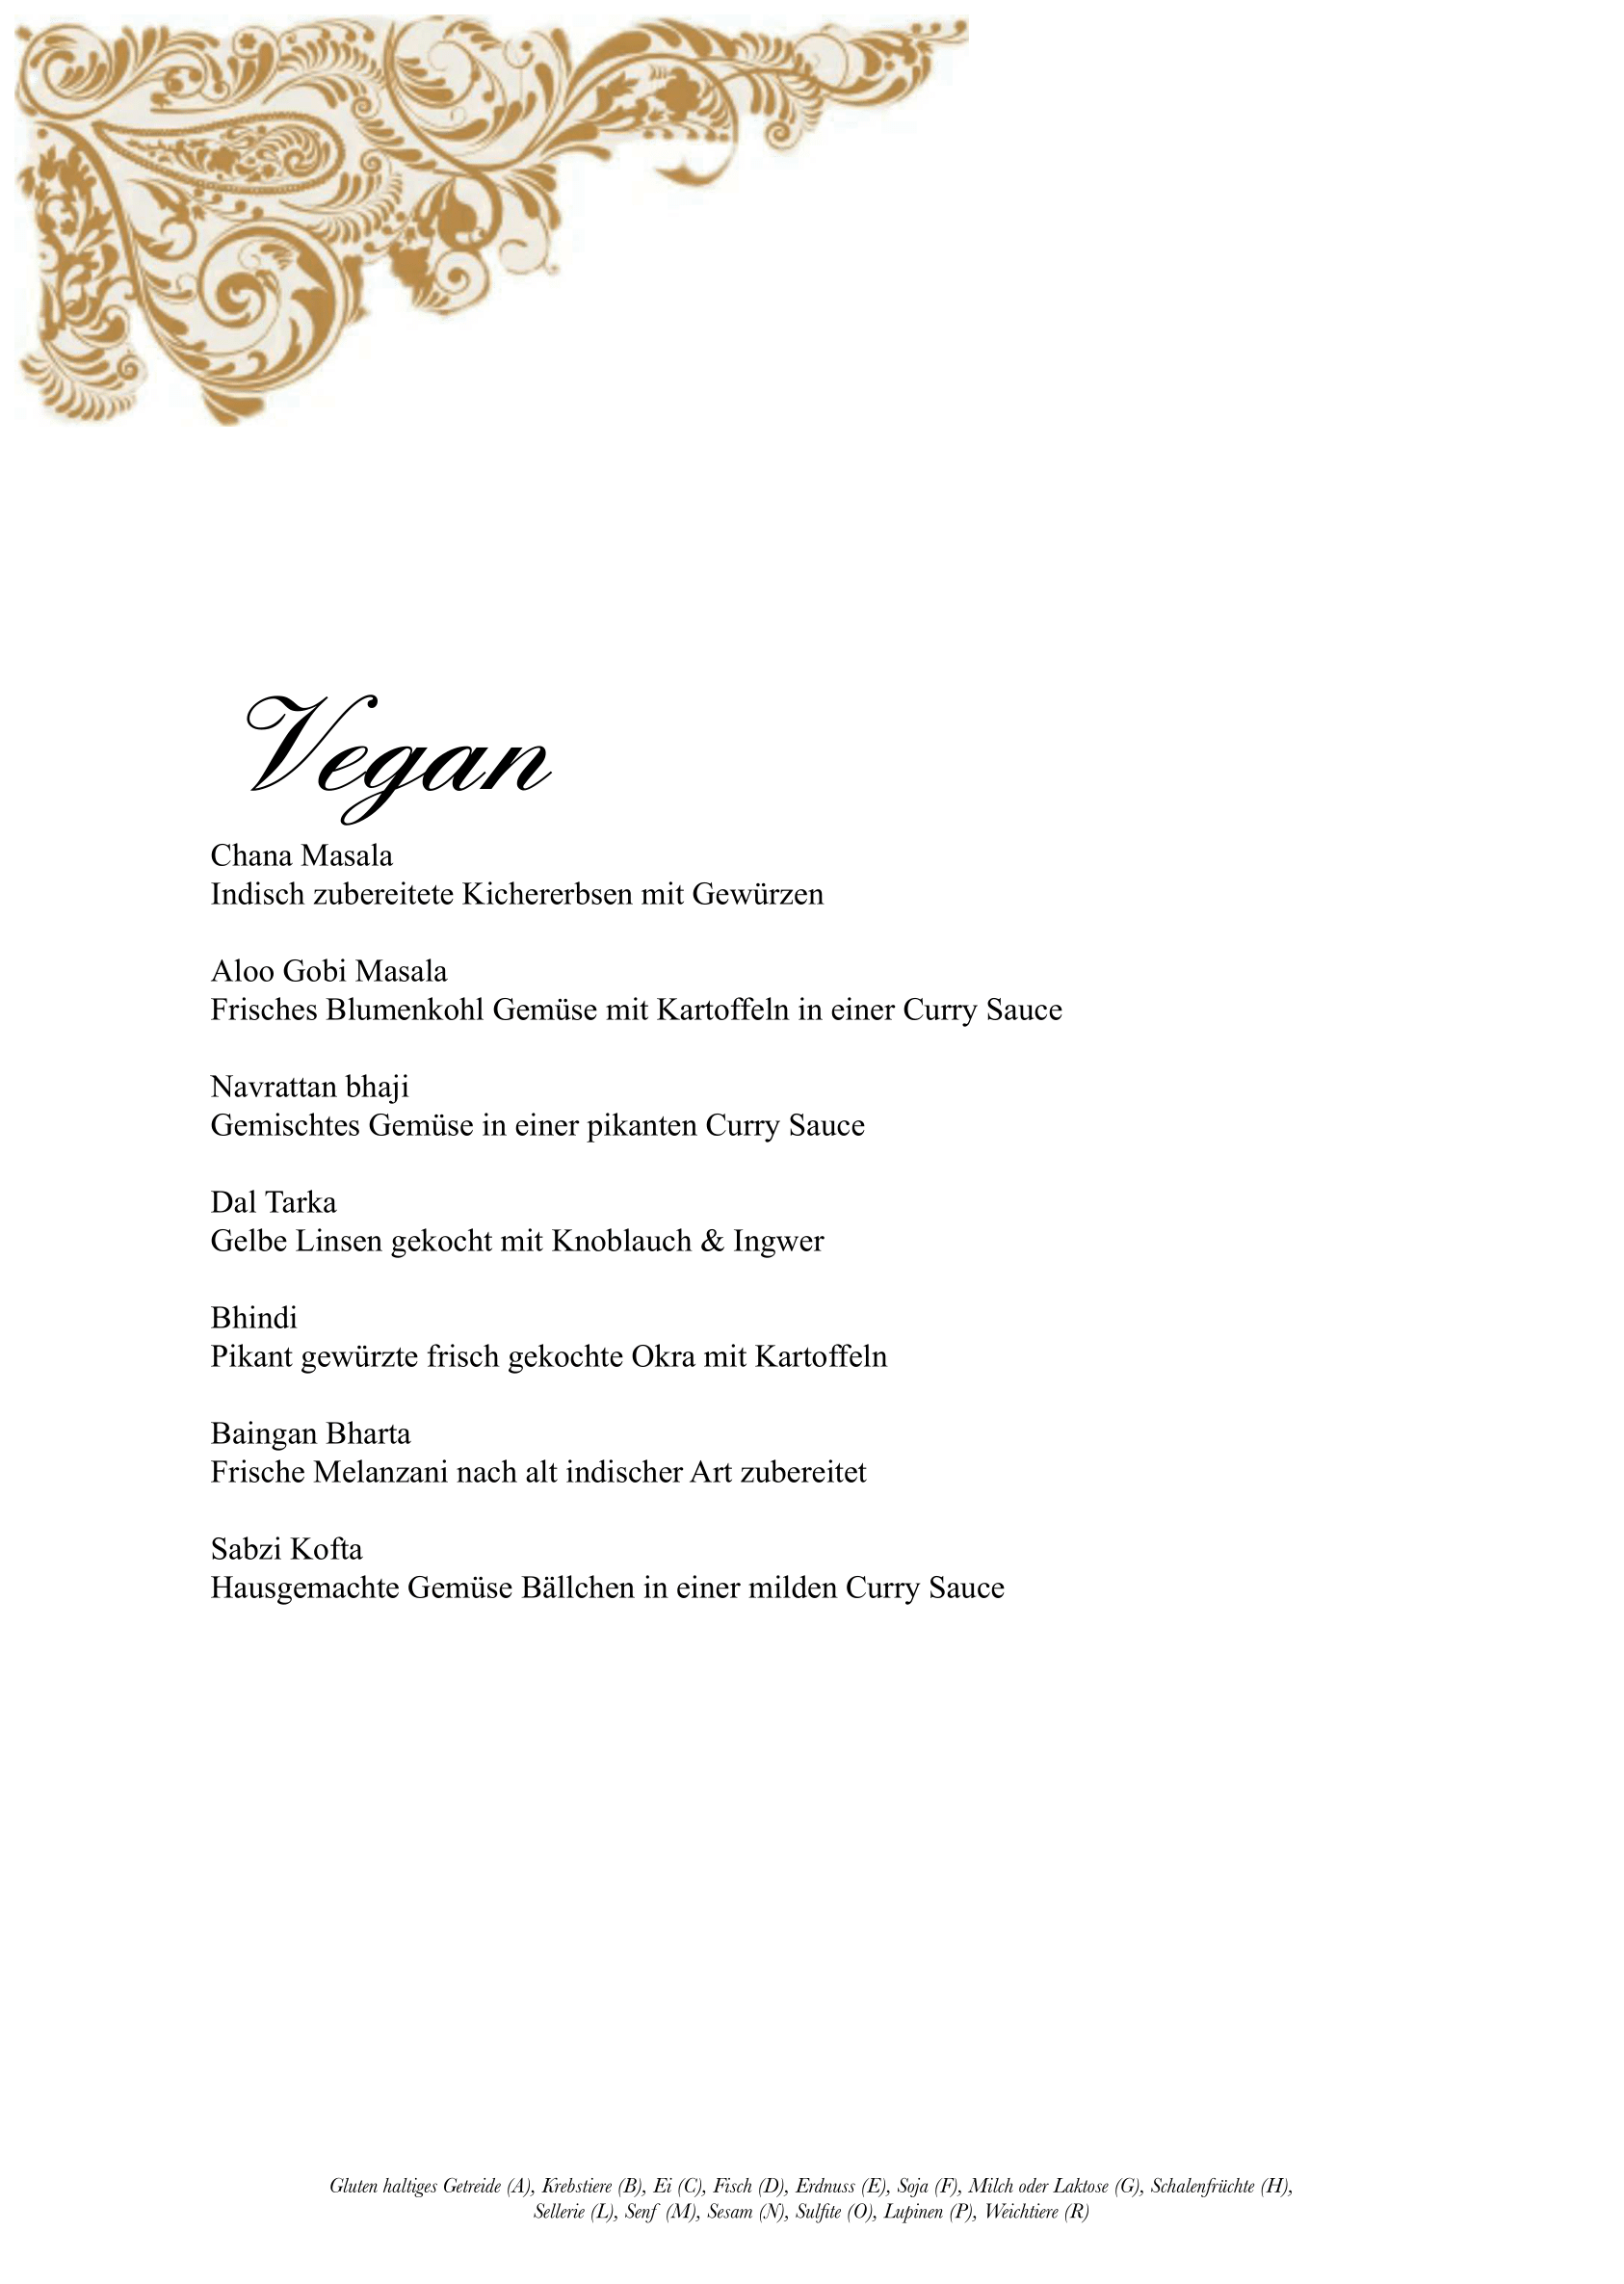 Vegan
Chana Masala
Indisch zubereitete Kichererbsen mit Gewürzen
Aloo Gobi Masala
Frisches Blumenkohl Gemüse mit Kartoffeln in einer Curry Sauce
Navrattan bhaji
Gemischtes Gemüse in einer pikanten Curry Sauce
Dal Tarka
Gelbe Linsen gekocht mit Knoblauch & Ingwer
Bhindi
Pikant gewürzte frisch gekochte Okra mit Kartoffeln
Baingan Bharta
Frische Melanzani nach alt indischer Art zubereitet
Sabzi Kofta
Hausgemachte Gemüse Bällchen in einer milden Curry Sauce
Gluten haltiges Getreide (A), Krebstiere (B), Ei (C), Fisch (D), Erdnuss (E), Soja (F), Milch oder Laktose (G), Schalenfrüchte (H),
Sellerie (L), Senf (M), Sesam (N), Sulfite (O), Lupinen (P), Weichtiere (R)